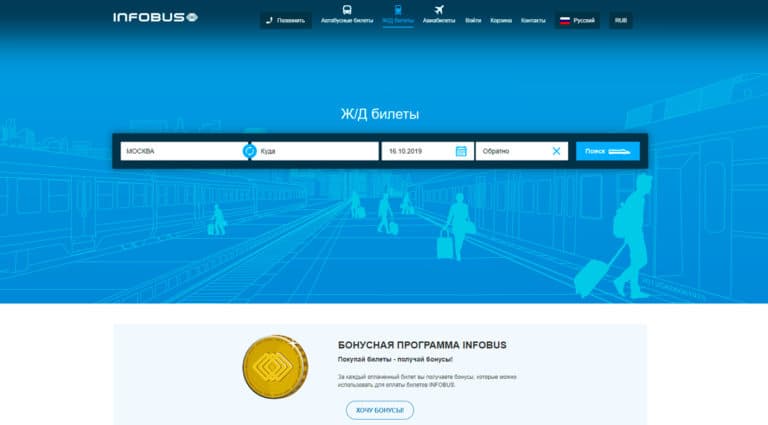 INFOBUS
Позвонить
Автобусные билеты
Ж/Д билеты
Авиабилеты
Войти
Корзина
Контакты
Русский
RUB
Ж/Д билеты
МОСКВА
Куда
16.10.2019
Обратно
Поиск
БОНУСНАЯ ПРОГРАММА INFOBUS
Покупай билеты - получай бонусы!
За каждый оплаченный билет вы получаете бонусы, которые можно
использовать для оплаты билетов INFOBUS.
ХОЧУ БОНУСЫ!